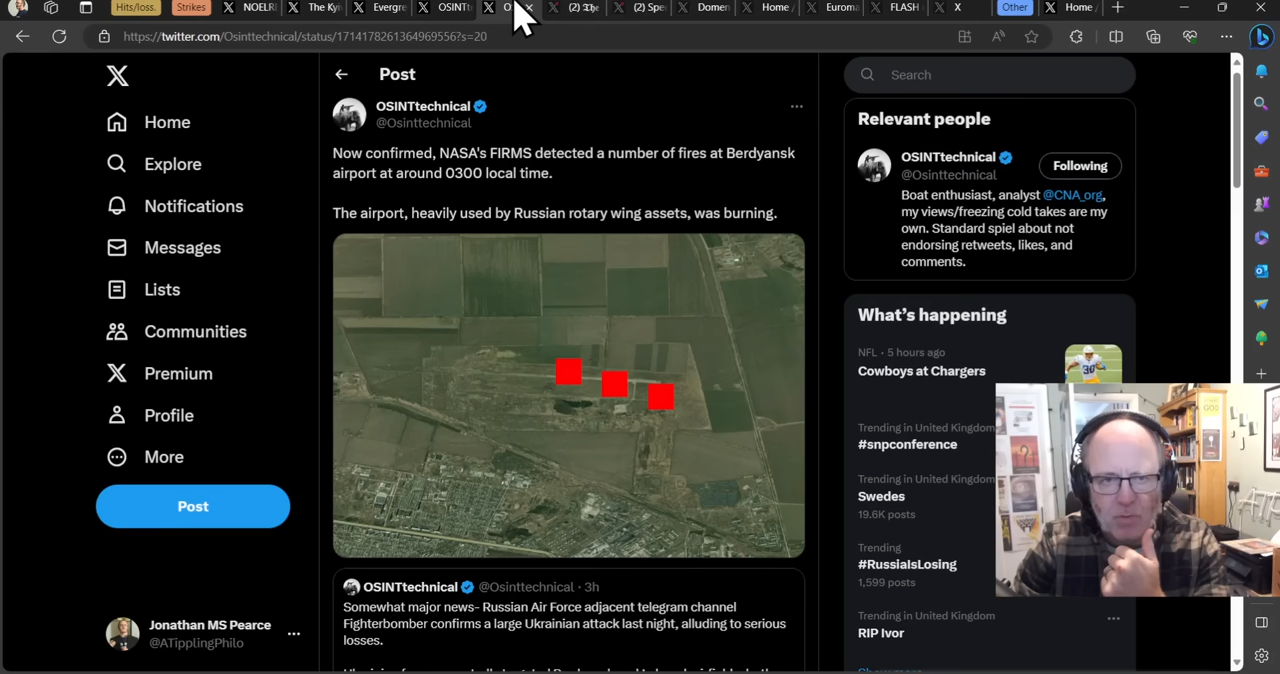 Hits/loss.
Strikes
NOELRE
The Kyi
Evergre
OSINTt
(2) The
(2) Spe
Domen
Home /
Eurom
FLASH
X
Other
Home /
https://twitter.com/Osinttechnical/status/1714178261364969556?s=20
Home
Explore
Notifications
Messages
Lists
Communities
Premium
Profile
More
Post
Jonathan MS Pearce
@ATipplingPhilo
Post
OSINTtechnical
@Osinttechnical
Now confirmed, NASA's FIRMS detected a number of fires at Berdyansk
airport at around 0300 local time.
The airport, heavily used by Russian rotary wing assets, was burning.
OSINTtechnical @Osinttechnical · 3h
Somewhat major news- Russian Air Force adjacent telegram channel
Fighterbomber confirms a large Ukrainian attack last night, alluding to serious
losses.
Search
Relevant people
OSINTtechnical
@Osinttechnical
Following
Boat enthusiast, analyst @CNA_org,
my views/freezing cold takes are my
own. Standard spiel about not
endorsing retweets, likes, and
comments.
What's happening
NFL · 5 hours ago
Cowboys at Chargers
Trending in United Kingdom
#snpconference
Trending in United Kingdom
Swedes
19.6K posts
Trending
#RussiaIsLosing
1,599 posts
Trending in United Kingdom
RIP Ivor